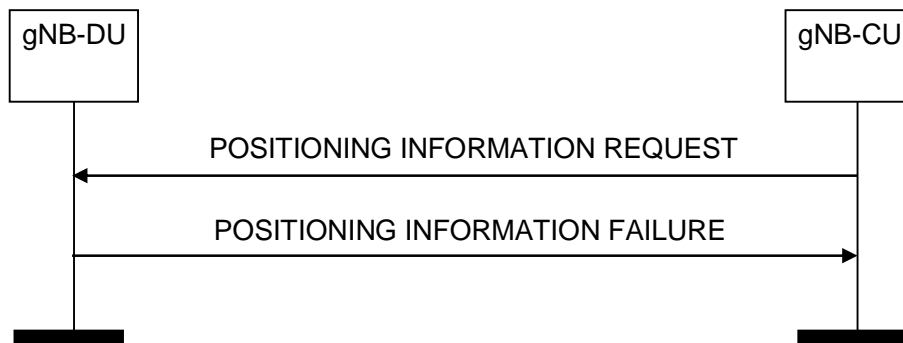 gNB-DU
gNB-CU
POSITIONING INFORMATION REQUEST
POSITIONING INFORMATION FAILURE